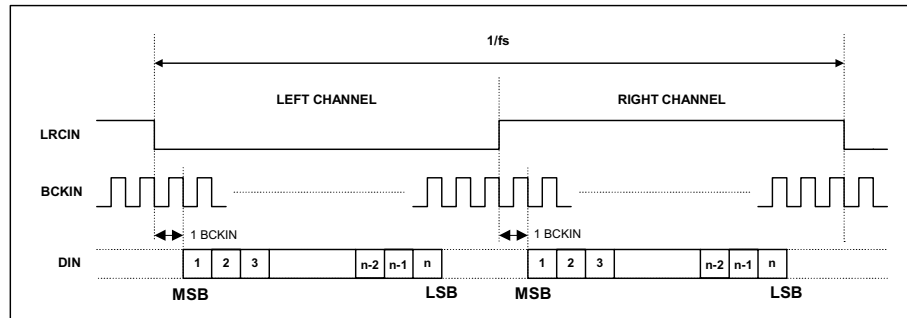 1/fs
LEFT CHANNEL RIGHT CHANNEL
LRCIN
BCKIN
1 BCKIN 1 BCKIN
DIN 1 2 3 n-2 n-1 n 1 2 3 n-2 n-1 n
MSB LSB MSB LSB